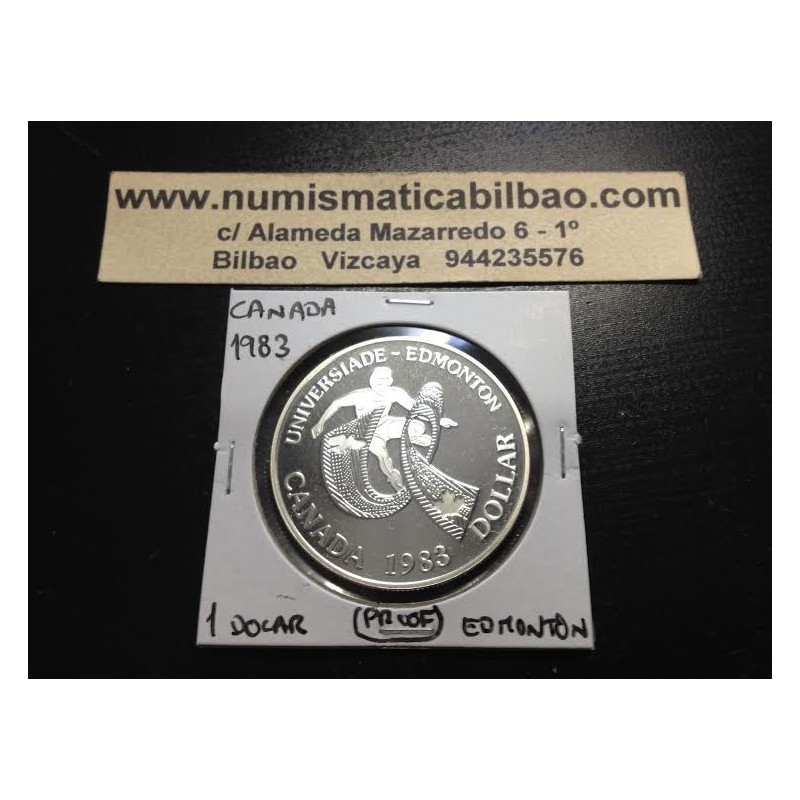 www.numismaticabilbao.com
c/ Alameda Mazarredo 6 - 1º
Bilbao Vizcaya 944235576
CANADA
1983
UNIVERSIADE - EDMONTON
CANADA 1983 DOLLAR
1 DOLAR (PROOF) EDMONTON